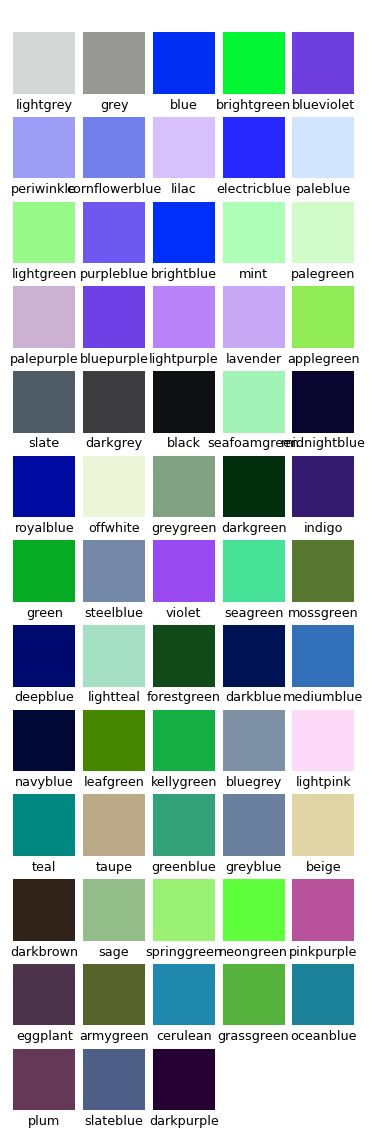 lightgrey grey blue brightgreen blueviolet
periwinkle cornflowerblue lilac electricblue paleblue
lightgreen purpleblue brightblue mint palegreen
palepurple bluepurple lightpurple lavender applegreen
slate darkgrey black seafoamgreen midnightblue
royalblue offwhite greygreen darkgreen indigo
green steelblue violet seagreen mossgreen
deepblue lightteal forestgreen darkblue mediumblue
navyblue leafgreen kellygreen bluegrey lightpink
teal taupe greenblue greyblue beige
darkbrown sage springgreen neongreen pinkpurple
eggplant armygreen cerulean grassgreen oceanblue
plum slateblue darkpurple